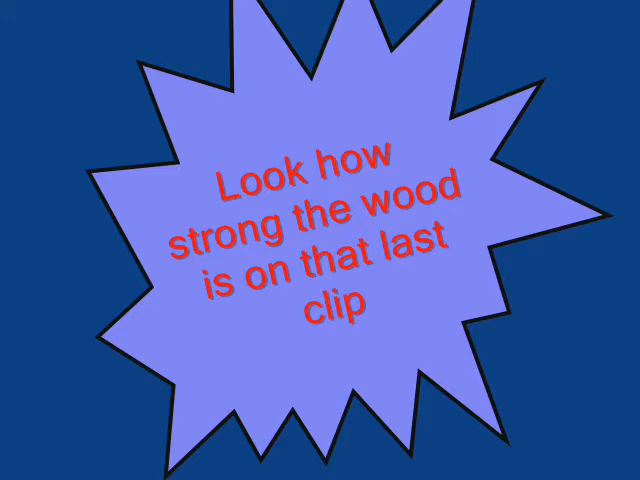 Look how
strong the wood
is on that last
clip